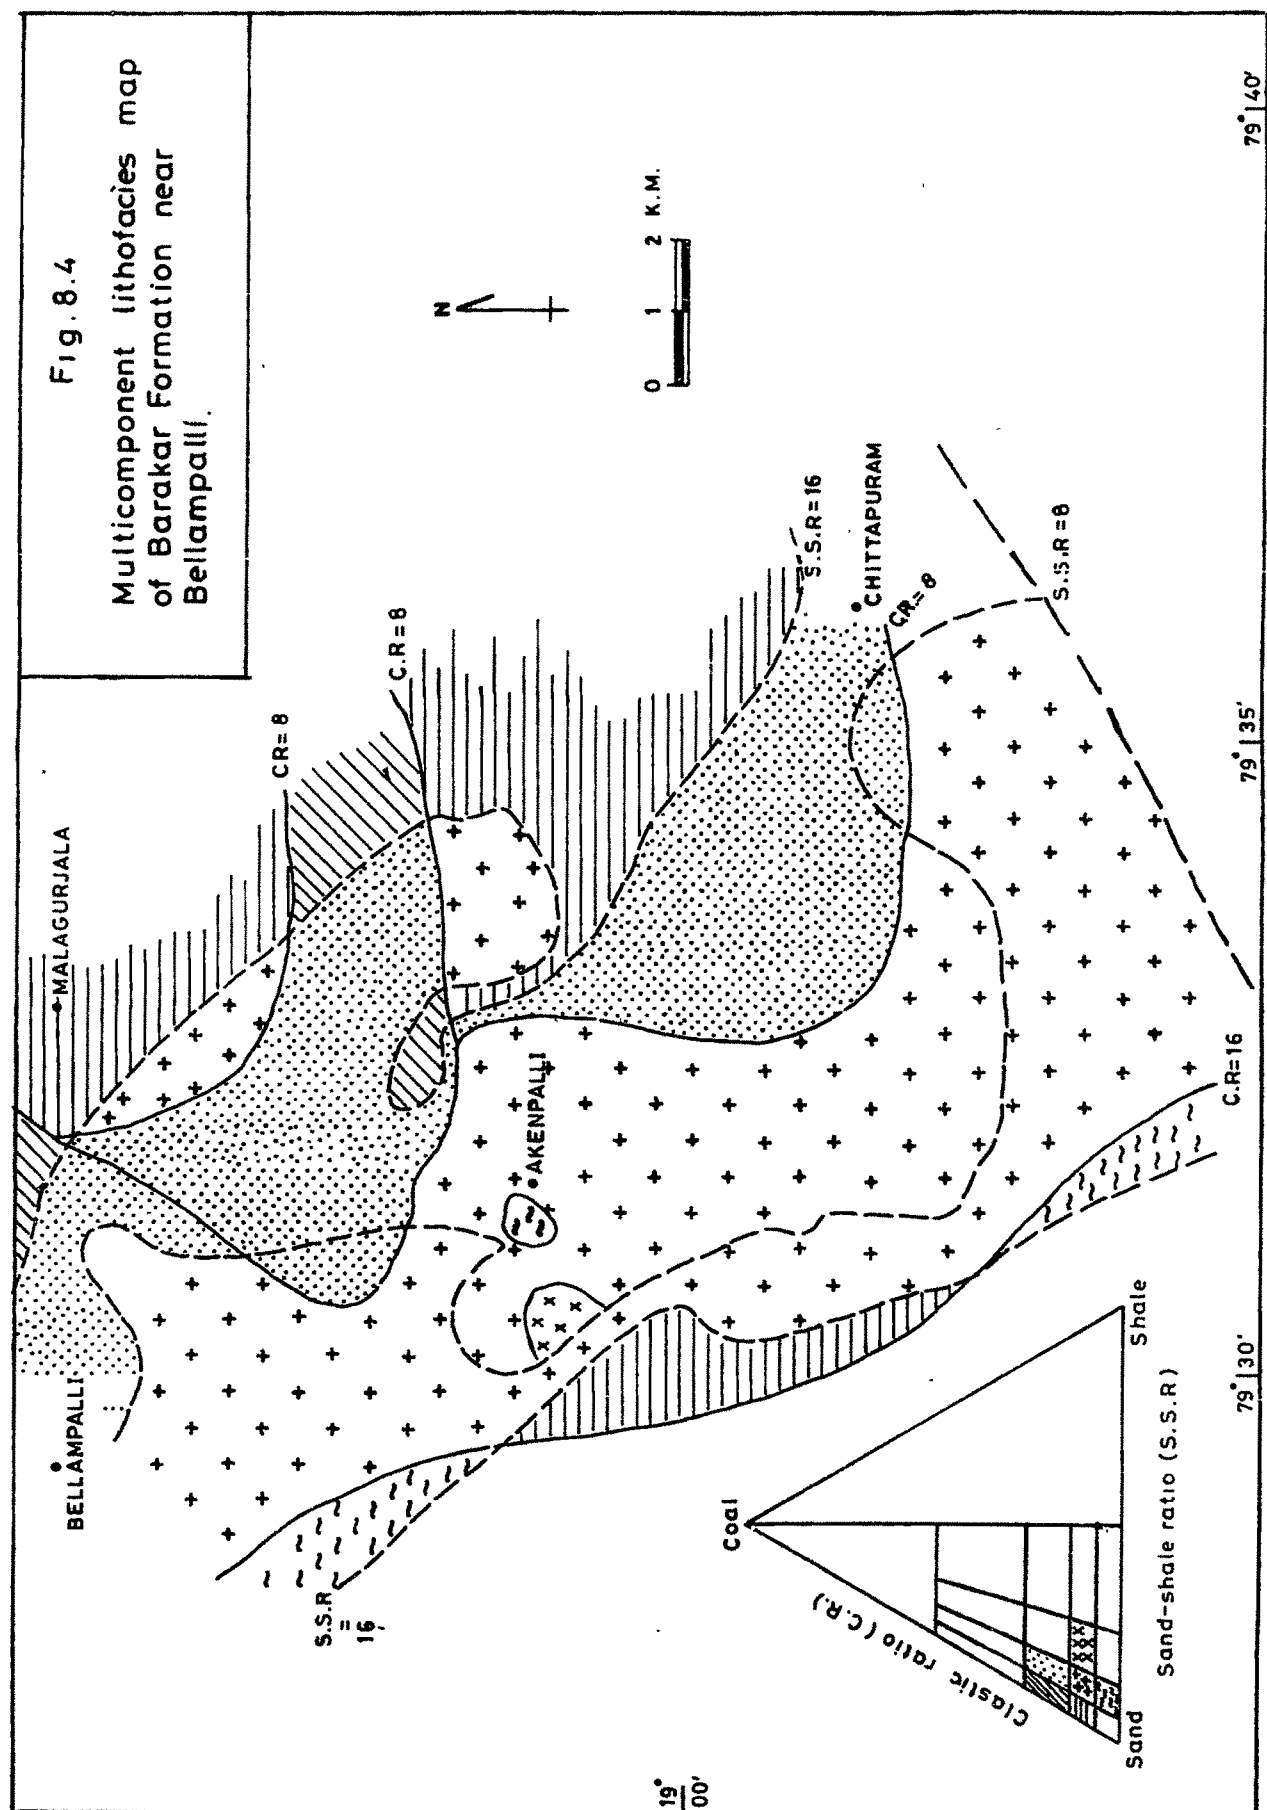 Fig. 8.4
Multicomponent lithofacies map
of Barakar Formation near
Bellampalli.
N
0 1 2 K.M.
MALAGURJALA
CR=8
C.R=8
S.S.R=16
CHITTAPURAM
C.R.=8
S.S.R=8
AKENPALLI
BELLAMPALLI
S.S.R
=
16
C.R=16
79° 40'
79° 35'
79° 30'
19°
00'
Coal
Shale
Sand
Clastic ratio (C.R.)
Sand-shale ratio (S.S.R)